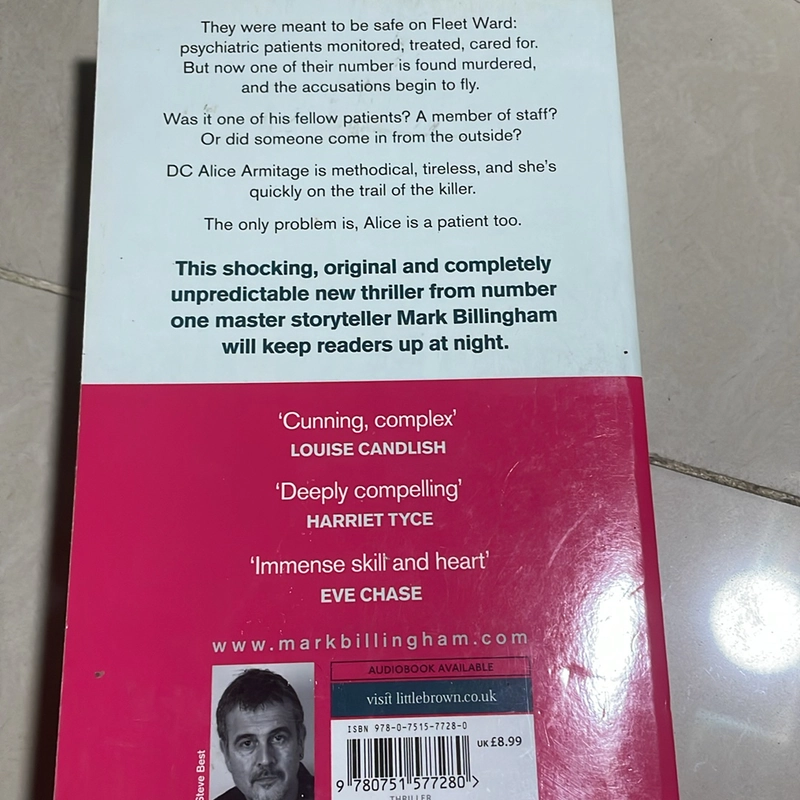 They were meant to be safe on Fleet Ward:
psychiatric patients monitored, treated, cared for.
But now one of their number is found murdered,
and the accusations begin to fly.
Was it one of his fellow patients? A member of staff?
Or did someone come in from the outside?
DC Alice Armitage is methodical, tireless, and she's
quickly on the trail of the killer.
The only problem is, Alice is a patient too.
This shocking, original and completely
unpredictable new thriller from number
one master storyteller Mark Billingham
will keep readers up at night.
'Cunning, complex'
LOUISE CANDLISH
'Deeply compelling'
HARRIET TYCE
'Immense skill and heart'
EVE CHASE
www.markbillingham.com
AUDIOBOOK AVAILABLE
visit littlebrown.co.uk
ISBN 978-0-7515-7728-0
UK £8.99
9 780751 577280 >
THRILLER
Steve Best